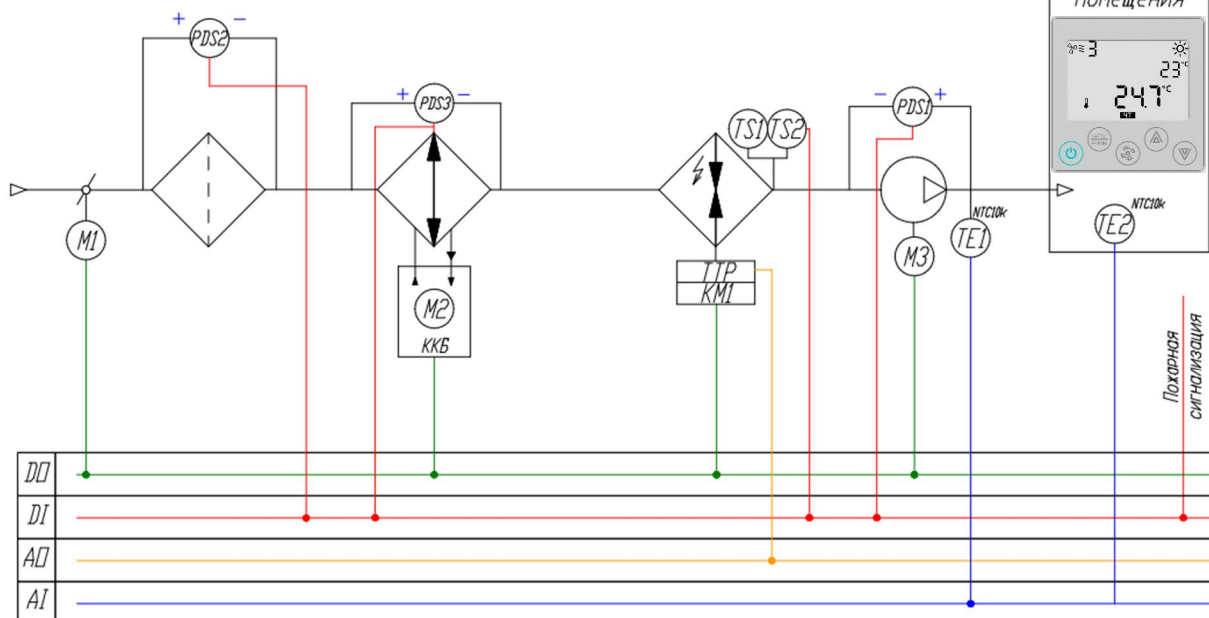 ПОМЕЩЕНИЯ
+ PDS2 -
3
23°C
24.7°C
+ PDS3 -
- PDS1 +
TS1 TS2
NTC10k
NTC10k
M1
TE1
TE2
M3
ТТР
KM1
M2
ККБ
Пожарная
сигнализация
DO
DI
AO
AI